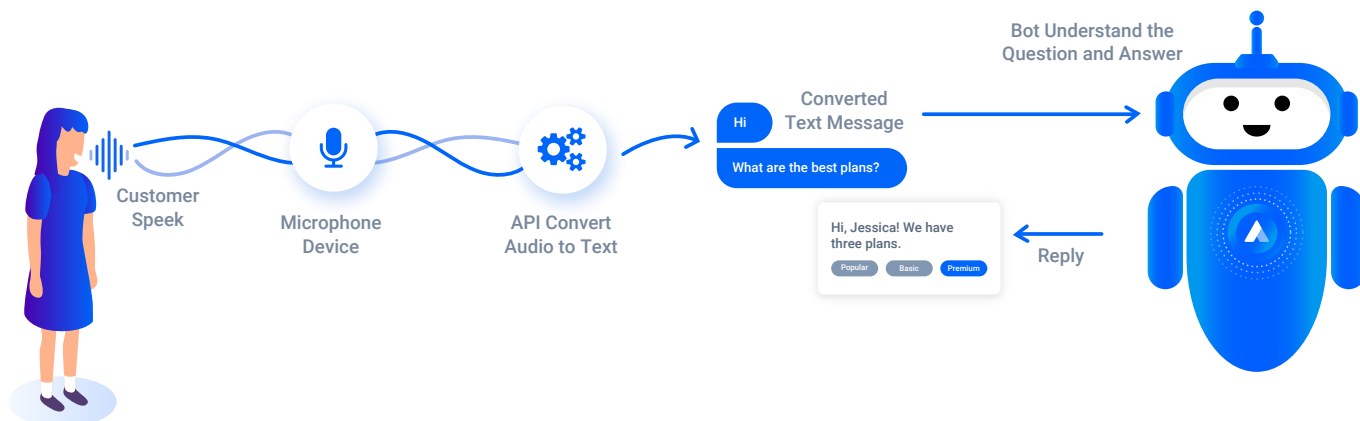 Customer
Speek
Microphone
Device
API Convert
Audio to Text
Hi
What are the best plans?
Converted
Text Message
Bot Understand the
Question and Answer
Hi, Jessica! We have
three plans.
Popular Basic Premium
Reply